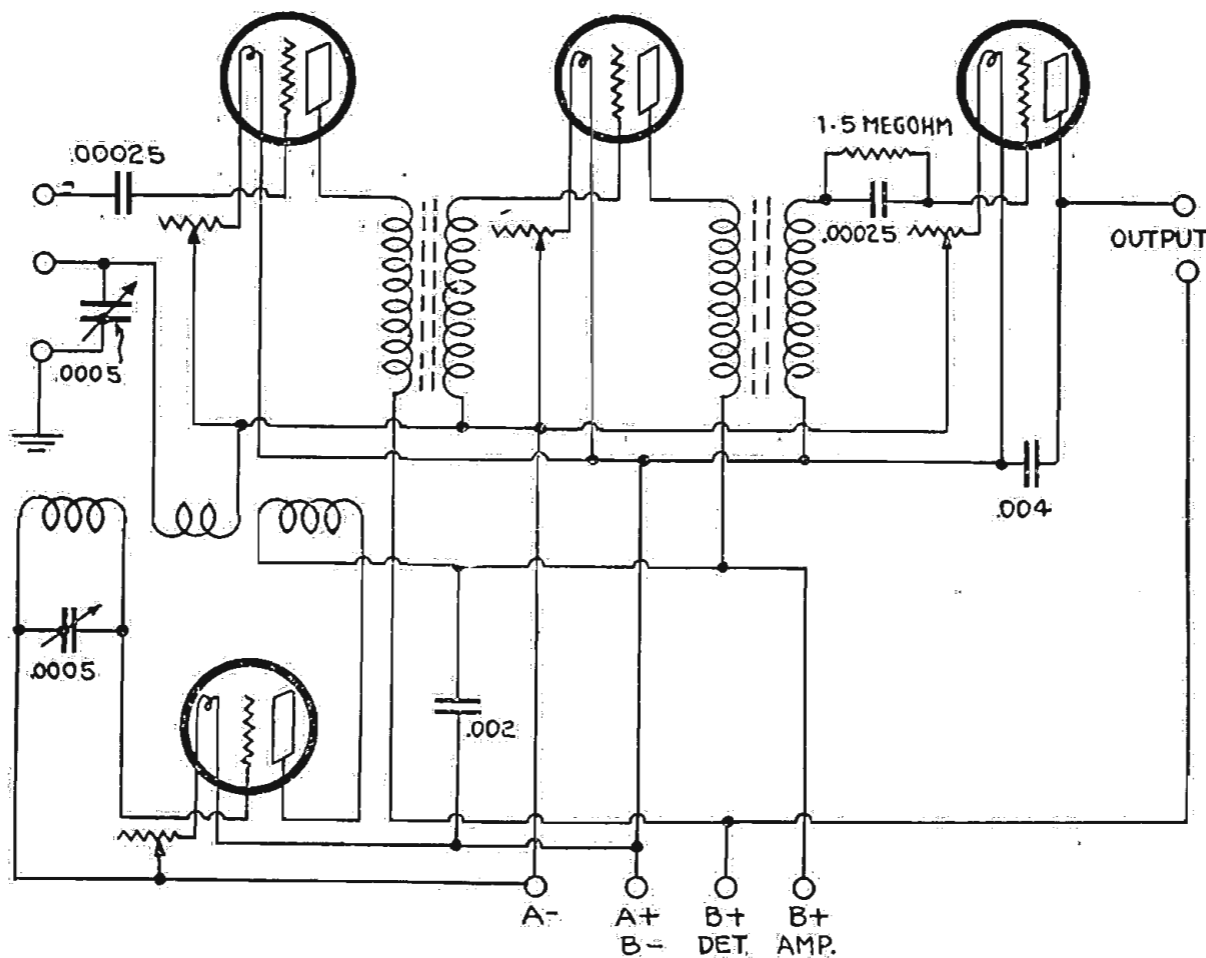 .00025
1.5 MEGOHM
.00025
OUTPUT
.0005
.004
.0005
.002
A-
A+
B-
B+
DET.
B+
AMP.